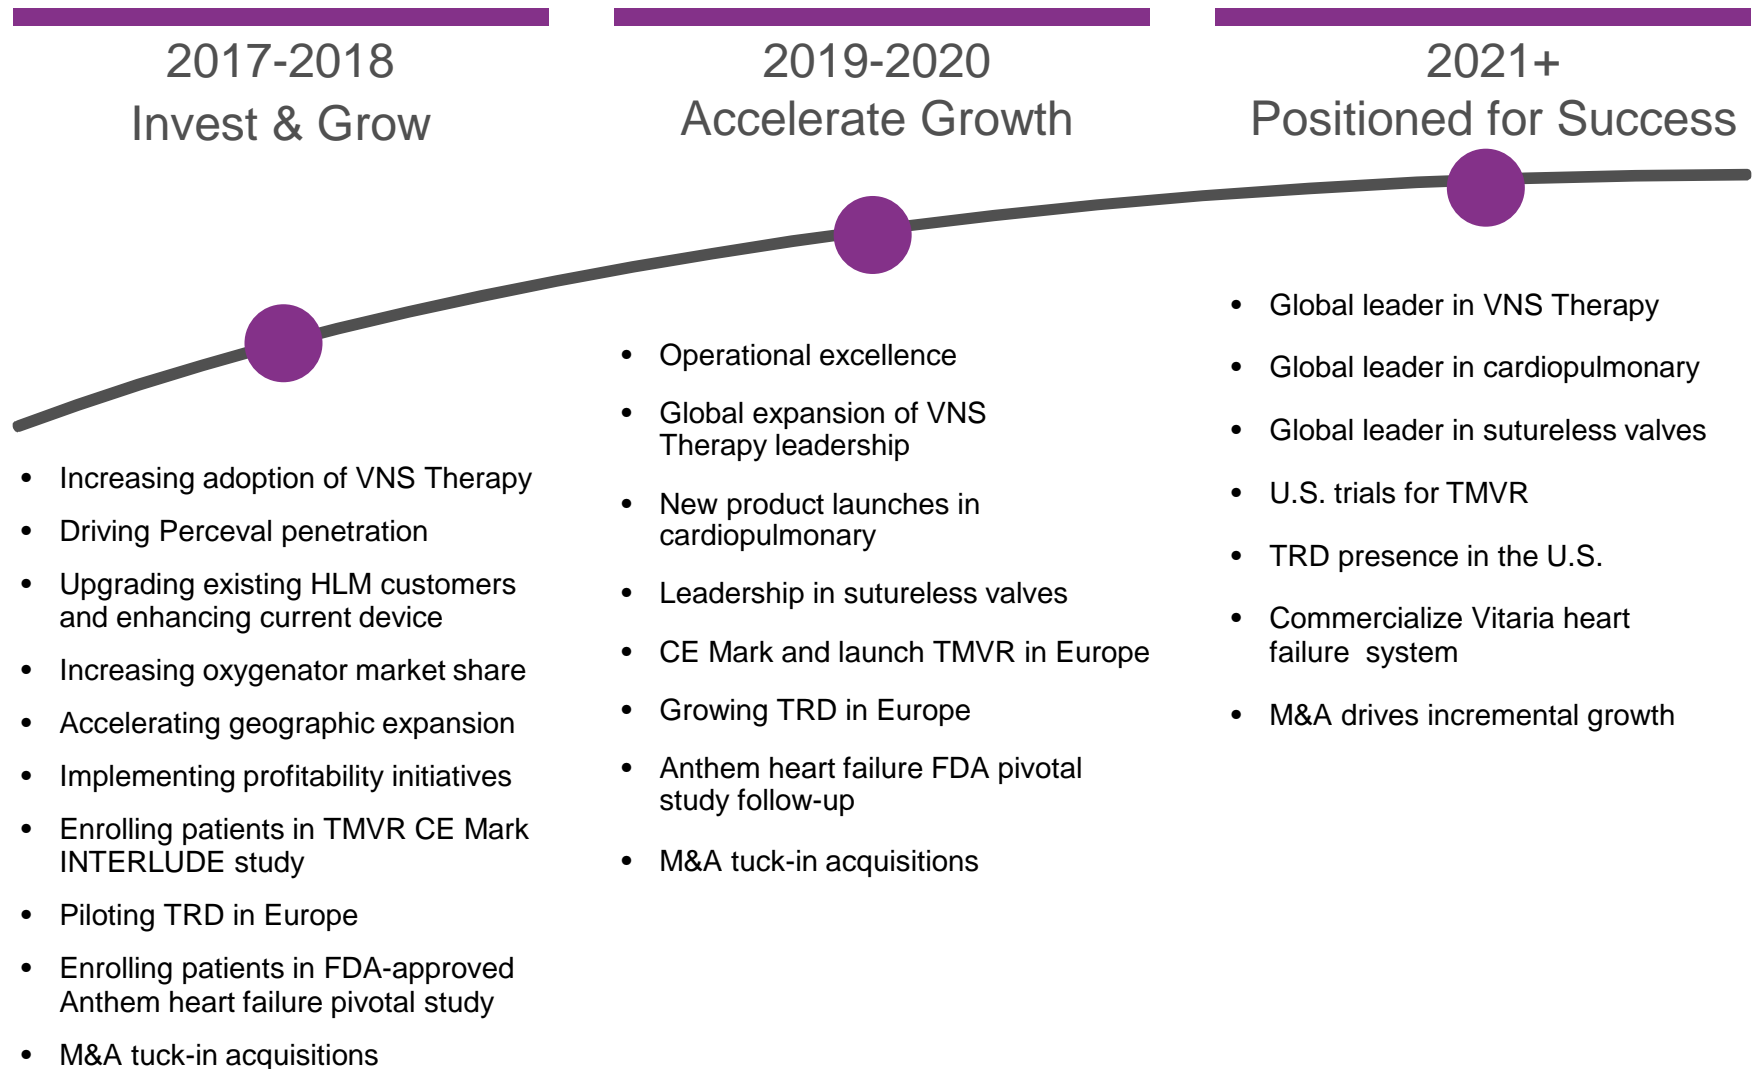 2017-2018
Invest & Grow
• Increasing adoption of VNS Therapy
• Driving Perceval penetration
• Upgrading existing HLM customers
and enhancing current device
• Increasing oxygenator market share
• Accelerating geographic expansion
• Implementing profitability initiatives
• Enrolling patients in TMVR CE Mark
INTERLUDE study
• Piloting TRD in Europe
• Enrolling patients in FDA-approved
Anthem heart failure pivotal study
• M&A tuck-in acquisitions
2019-2020
Accelerate Growth
• Operational excellence
• Global expansion of VNS
Therapy leadership
• New product launches in
cardiopulmonary
• Leadership in sutureless valves
• CE Mark and launch TMVR in Europe
• Growing TRD in Europe
• Anthem heart failure FDA pivotal
study follow-up
• M&A tuck-in acquisitions
2021+
Positioned for Success
• Global leader in VNS Therapy
• Global leader in cardiopulmonary
• Global leader in sutureless valves
• U.S. trials for TMVR
• TRD presence in the U.S.
• Commercialize Vitaria heart
failure system
• M&A drives incremental growth